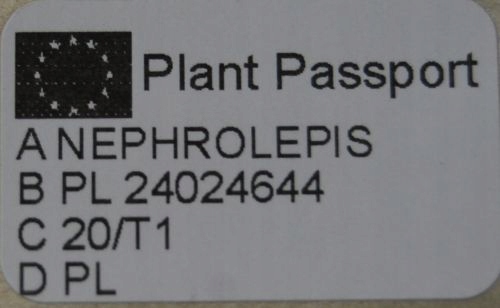 Plant Passport
A NEPHROLEPIS
B PL 24024644
C 20/T1
D PL